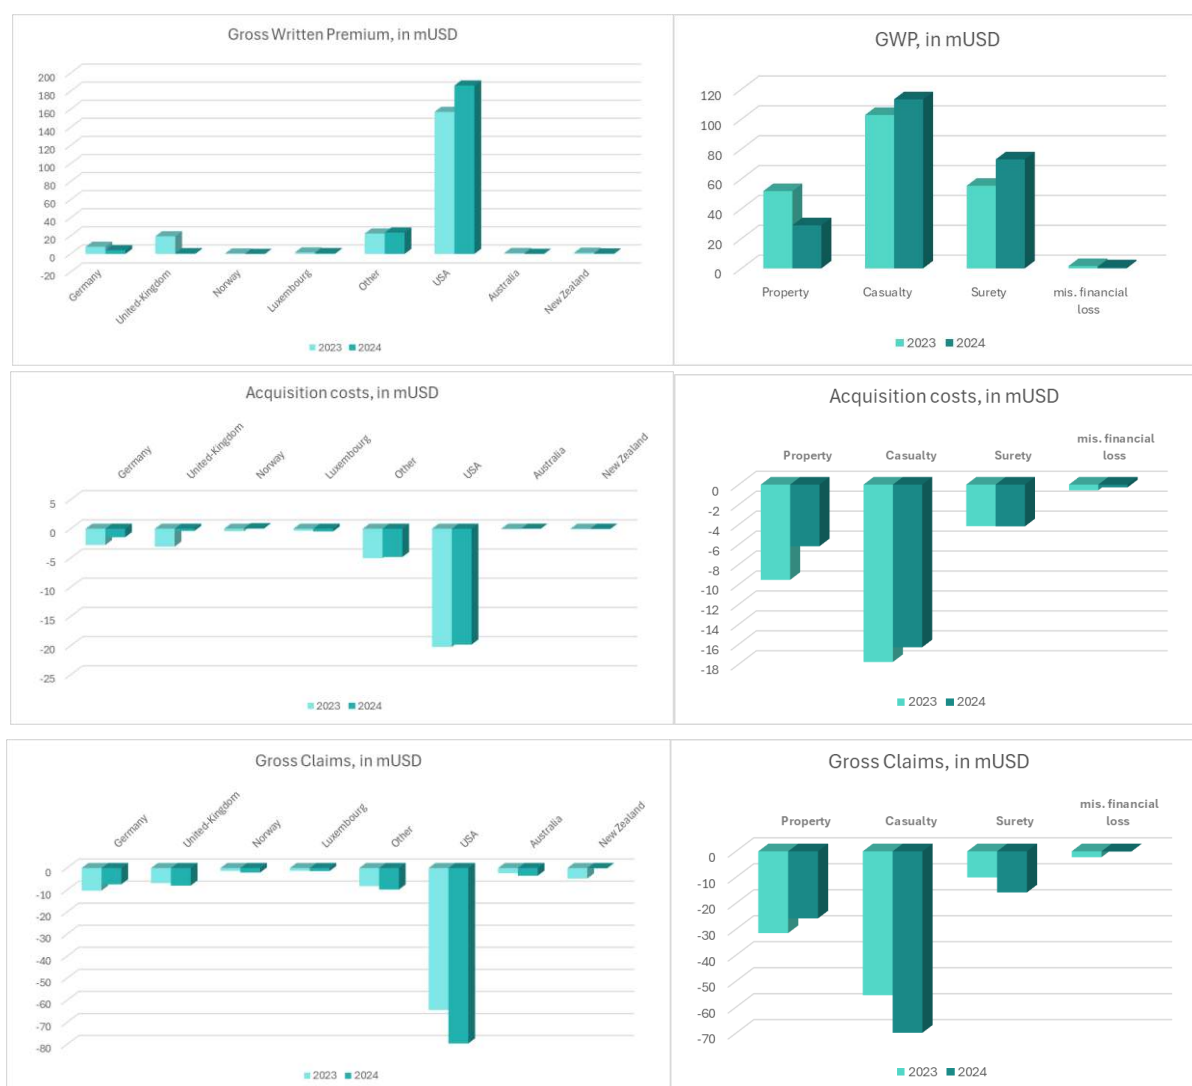 Gross Written Premium, in mUSD
200
180
160
140
120
100
80
60
40
20
0
-20
Germany
United-Kingdom
Norway
Luxembourg
Other
USA
Australia
New Zealand
2023 2024
GWP, in mUSD
120
100
80
60
40
20
0
Property Casualty Surety mis. financial
loss
2023 2024
Acquisition costs, in mUSD
Germany
United-Kingdom
Norway
Luxembourg
Other
USA
Australia
New Zealand
5
0
-5
-10
-15
-20
-25
2023 2024
Acquisition costs, in mUSD
mis. financial
Property Casualty Surety loss
0
-2
-4
-6
-8
-10
-12
-14
-16
-18
2023 2024
Gross Claims, in mUSD
Germany
United-Kingdom
Norway
Luxembourg
Other
USA
Australia
New Zealand
0
-10
-20
-30
-40
-50
-60
-70
-80
2023 2024
Gross Claims, in mUSD
mis. financial
Property Casualty Surety loss
0
-10
-20
-30
-40
-50
-60
-70
2023 2024